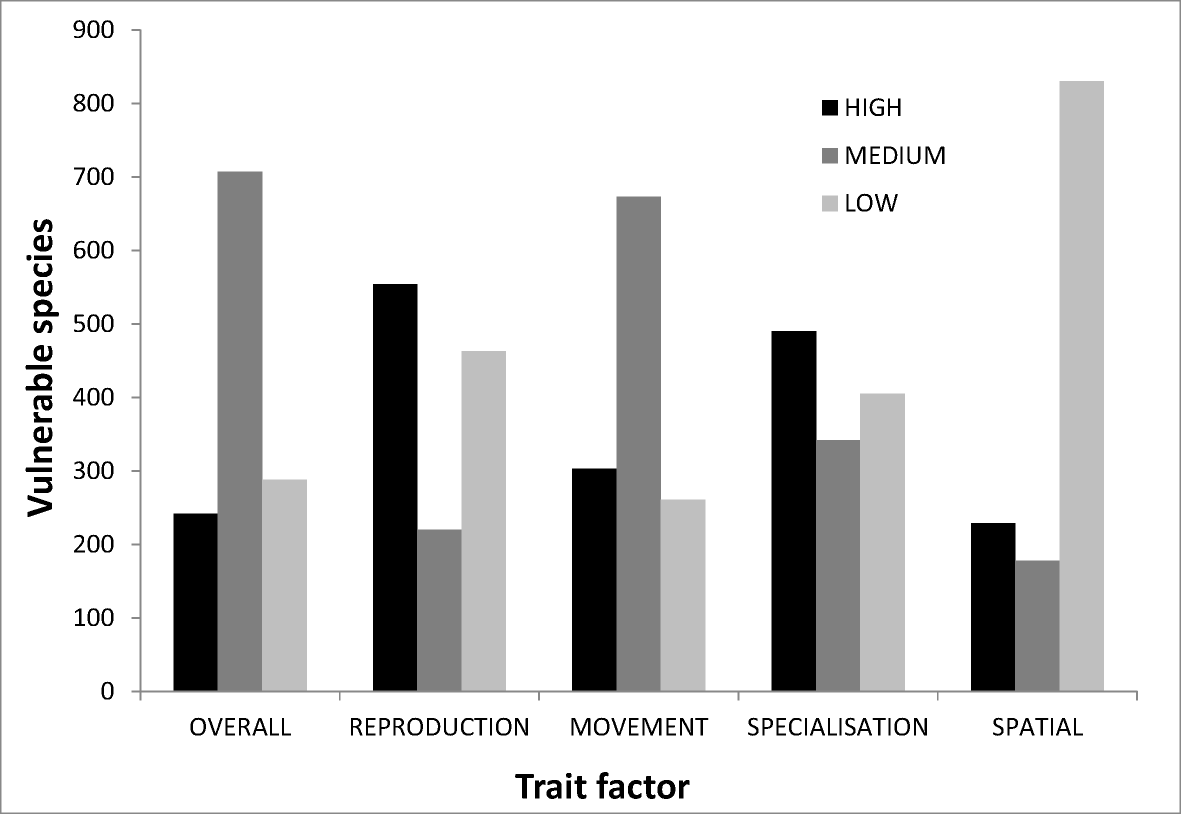 900
800
700
600
500
400
300
200
100
0
Vulnerable species
HIGH
MEDIUM
LOW
OVERALL REPRODUCTION MOVEMENT SPECIALISATION SPATIAL
Trait factor